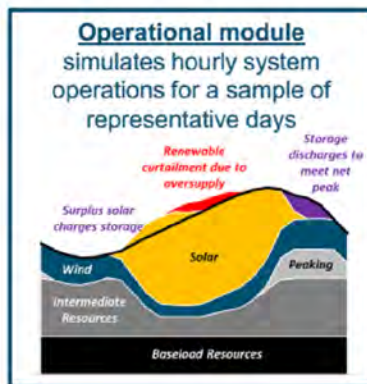 Operational module
simulates hourly system
operations for a sample of
representative days
Storage
discharges to
meet net
peak
Renewable
curtailment due to
oversupply
Surplus solar
charges storage
Wind
Solar
Peaking
Intermediate
Resources
Baseload Resources